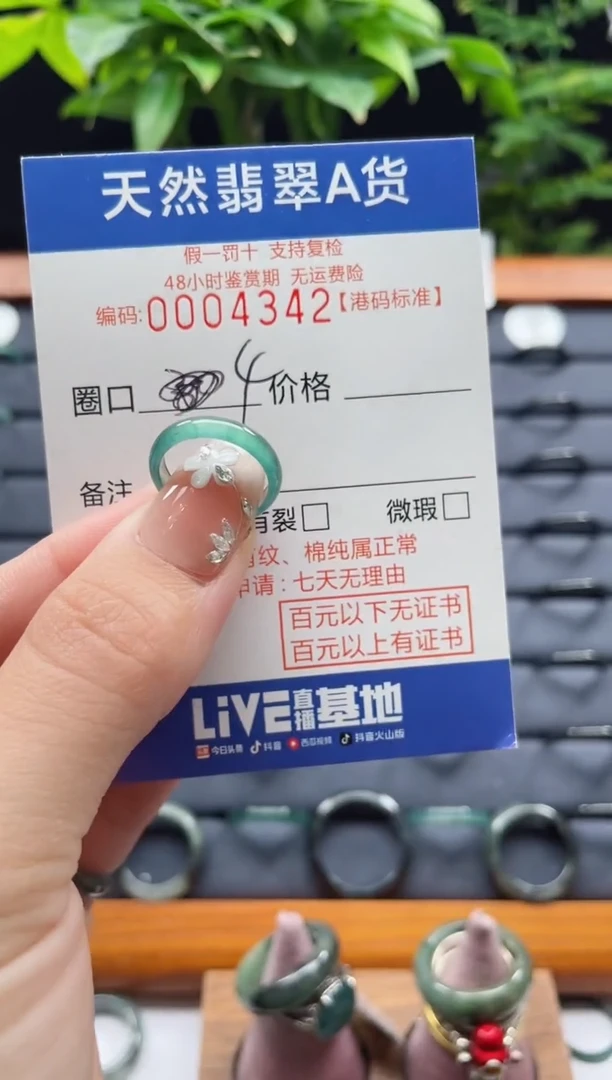 天然翡翠A货
假一罚十 支持复检
48小时鉴赏期 无运费险
编码:0004342【港码标准】
圈口 4 价格
备注
有裂□ 微瑕□
纹、棉纯属正常
申请:七天无理由
百元以下无证书
百元以上有证书
LiVE直播基地
今日头条 抖音 西瓜视频 抖音火山版